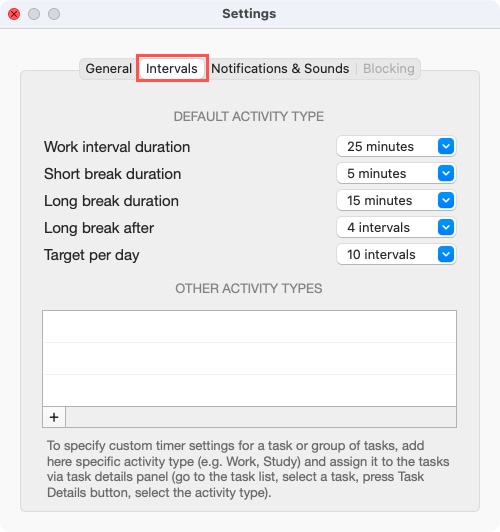 Settings
General Intervals Notifications & Sounds Blocking
DEFAULT ACTIVITY TYPE
Work interval duration 25 minutes
Short break duration 5 minutes
Long break duration 15 minutes
Long break after 4 intervals
Target per day 10 intervals
OTHER ACTIVITY TYPES
+
To specify custom timer settings for a task or group of tasks, add
here specific activity type (e.g. Work, Study) and assign it to the tasks
via task details panel (go to the task list, select a task, press Task
Details button, select the activity type).